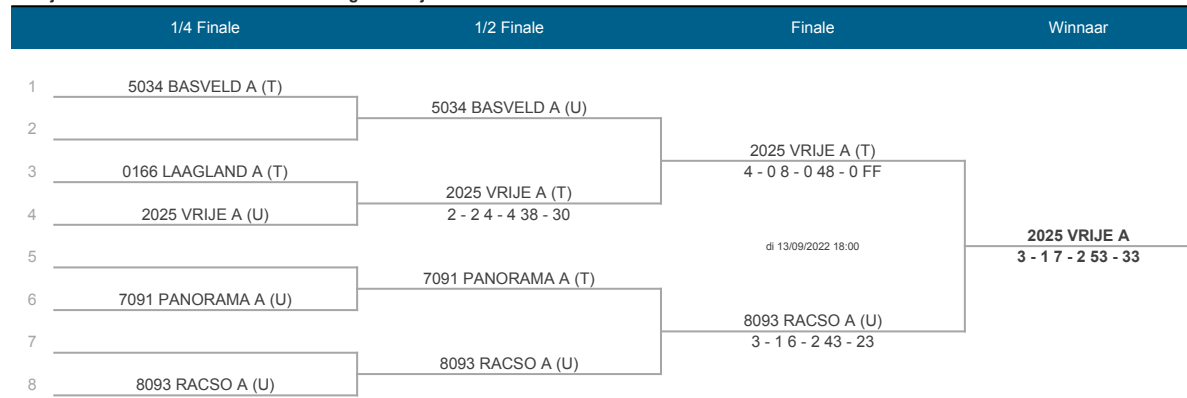 1/4 Finale 1/2 Finale Finale Winnaar
1 5034 BASVELD A (T)
5034 BASVELD A (U)
2
2025 VRIJE A (T)
3 0166 LAAGLAND A (T) 4 - 0 8 - 0 48 - 0 FF
2025 VRIJE A (T)
4 2025 VRIJE A (U) 2 - 2 4 - 4 38 - 30
2025 VRIJE A
di 13/09/2022 18:00
5 3 - 1 7 - 2 53 - 33
7091 PANORAMA A (T)
6 7091 PANORAMA A (U)
8093 RACSO A (U)
7 3 - 1 6 - 2 43 - 23
8093 RACSO A (U)
8 8093 RACSO A (U)